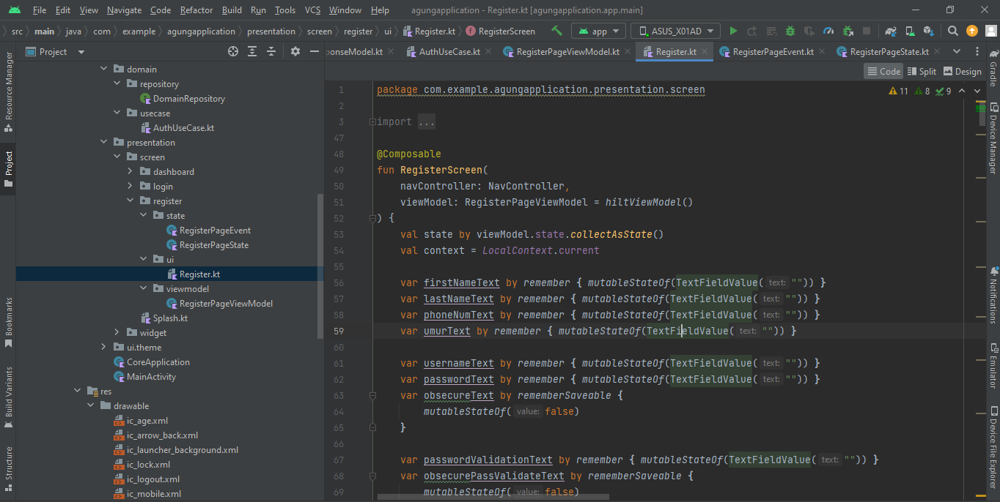 File Edit View Navigate Code Refactor Build Run Tools VCS Window Help agungapplication - Register.kt [agungapplication.app.main]
src main java com example agungapplication presentation screen register ui Register.kt RegisterScreen app ASUS_X01AD
Project
onseModel.kt AuthUseCase.kt RegisterPageViewModel.kt Register.kt RegisterPageEvent.kt RegisterPageState.kt
Code Split Design
Resource Manager
Project
Bookmarks
Build Variants
Structure
domain
repository
DomainRepository
usecase
AuthUseCase.kt
presentation
screen
dashboard
login
register
state
RegisterPageEvent
RegisterPageState
ui
Register.kt
viewmodel
RegisterPageViewModel
Splash.kt
widget
ui.theme
CoreApplication
MainActivity
res
drawable
ic_age.xml
ic_arrow_back.xml
ic_launcher_background.xml
ic_lock.xml
ic_logout.xml
ic_mobile.xml
11 8 9
1 package com.example.agungapplication.presentation.screen
2
3 import ...
47
48 @Composable
49 fun RegisterScreen(
50 navController: NavController,
51 viewModel: RegisterPageViewModel = hiltViewModel()
52 ) {
53 val state by viewModel.state.collectAsState()
54 val context = LocalContext.current
55
56 var firstNameText by remember { mutableStateOf(TextFieldValue( text: "")) }
57 var lastNameText by remember { mutableStateOf(TextFieldValue( text: "")) }
58 var phoneNumText by remember { mutableStateOf(TextFieldValue( text: "")) }
59 var umurText by remember { mutableStateOf(TextFieldValue( text: "")) }
60
61 var usernameText by remember { mutableStateOf(TextFieldValue( text: "")) }
62 var passwordText by remember { mutableStateOf(TextFieldValue( text: "")) }
63 var obsecureText by rememberSaveable {
64 mutableStateOf( value: false)
65 }
66
67 var passwordValidationText by remember { mutableStateOf(TextFieldValue( text: "")) }
68 var obsecurePassValidateText by rememberSaveable {
69 mutableStateOf( value: false)
Gradle
Device Manager
Notifications
Emulator
Device File Explorer